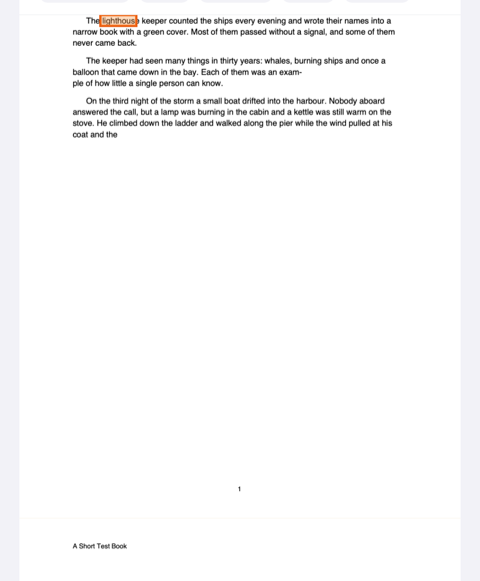 The lighthouse keeper counted the ships every evening and wrote their names into a
narrow book with a green cover. Most of them passed without a signal, and some of them
never came back.
The keeper had seen many things in thirty years: whales, burning ships and once a
balloon that came down in the bay. Each of them was an exam-
ple of how little a single person can know.
On the third night of the storm a small boat drifted into the harbour. Nobody aboard
answered the call, but a lamp was burning in the cabin and a kettle was still warm on the
stove. He climbed down the ladder and walked along the pier while the wind pulled at his
coat and the
1
A Short Test Book